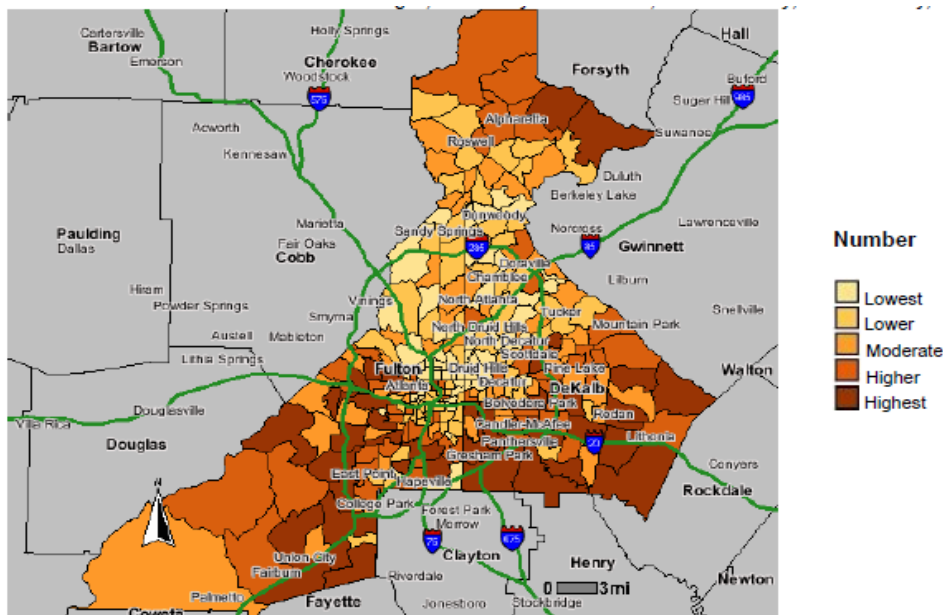 Holly Springs
Hall
Cartersville
Bartow
Emerson
Cherokee
Woodstock
Forsyth
Buford
575
985
Suger Hill
Acworth
Alpharetta
Suwanee
Roswell
Kennesaw
Duluth
Berkeley Lake
Dunwoody
Lawrenceville
Marietta
Sandy Springs
Norcross
Paulding
Dallas
Fair Oaks
Cobb
285
85
Gwinnett
Number
Doraville
Chamblee
Lilburn
Hiram
Powder Springs
Vinings
North Atlanta
Lowest
Snellville
Smyrna
Tucker
Mountain Park
Lower
Austell
Mableton
North Druid Hills
North Decatur
Scottdale
Moderate
Lithia Springs
Fulton
Druid Hills
Pine Lake
Walton
Higher
Atlanta
Decatur
DeKalb
Highest
Douglasville
Belvedere Park
Redan
Villa Rica
Candler-McAfee
Douglas
Panthersville
20
Lithonia
Gresham Park
Conyers
East Point
Hapeville
Rockdale
N
College Park
Forest Park
Morrow
75
675
Union City
Clayton
Henry
Fairburn
Riverdale
Newton
Palmetto
Fayette
0
3mi
Coweta
Jonesboro
Stockbridge